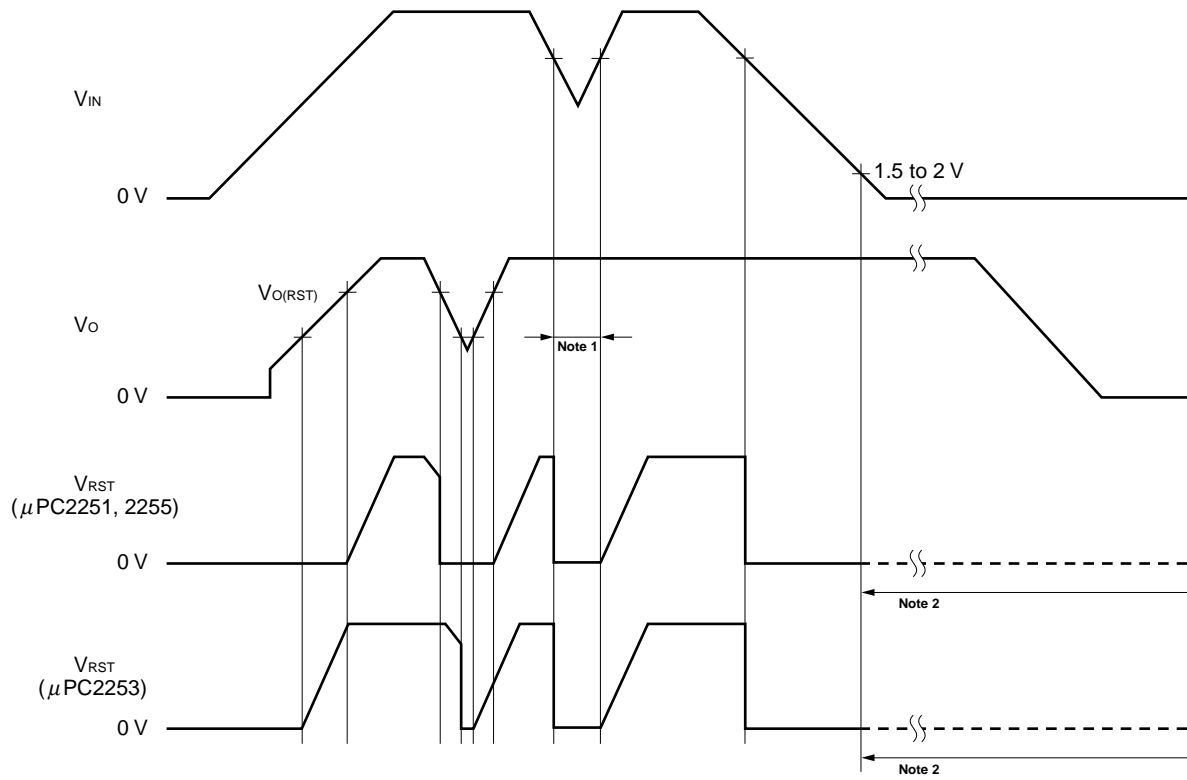 VIN
0 V
1.5 to 2 V
VO(RST)
VO
Note 1
0 V
VRST
(μPC2251, 2255)
0 V
Note 2
VRST
(μPC2253)
0 V
Note 2